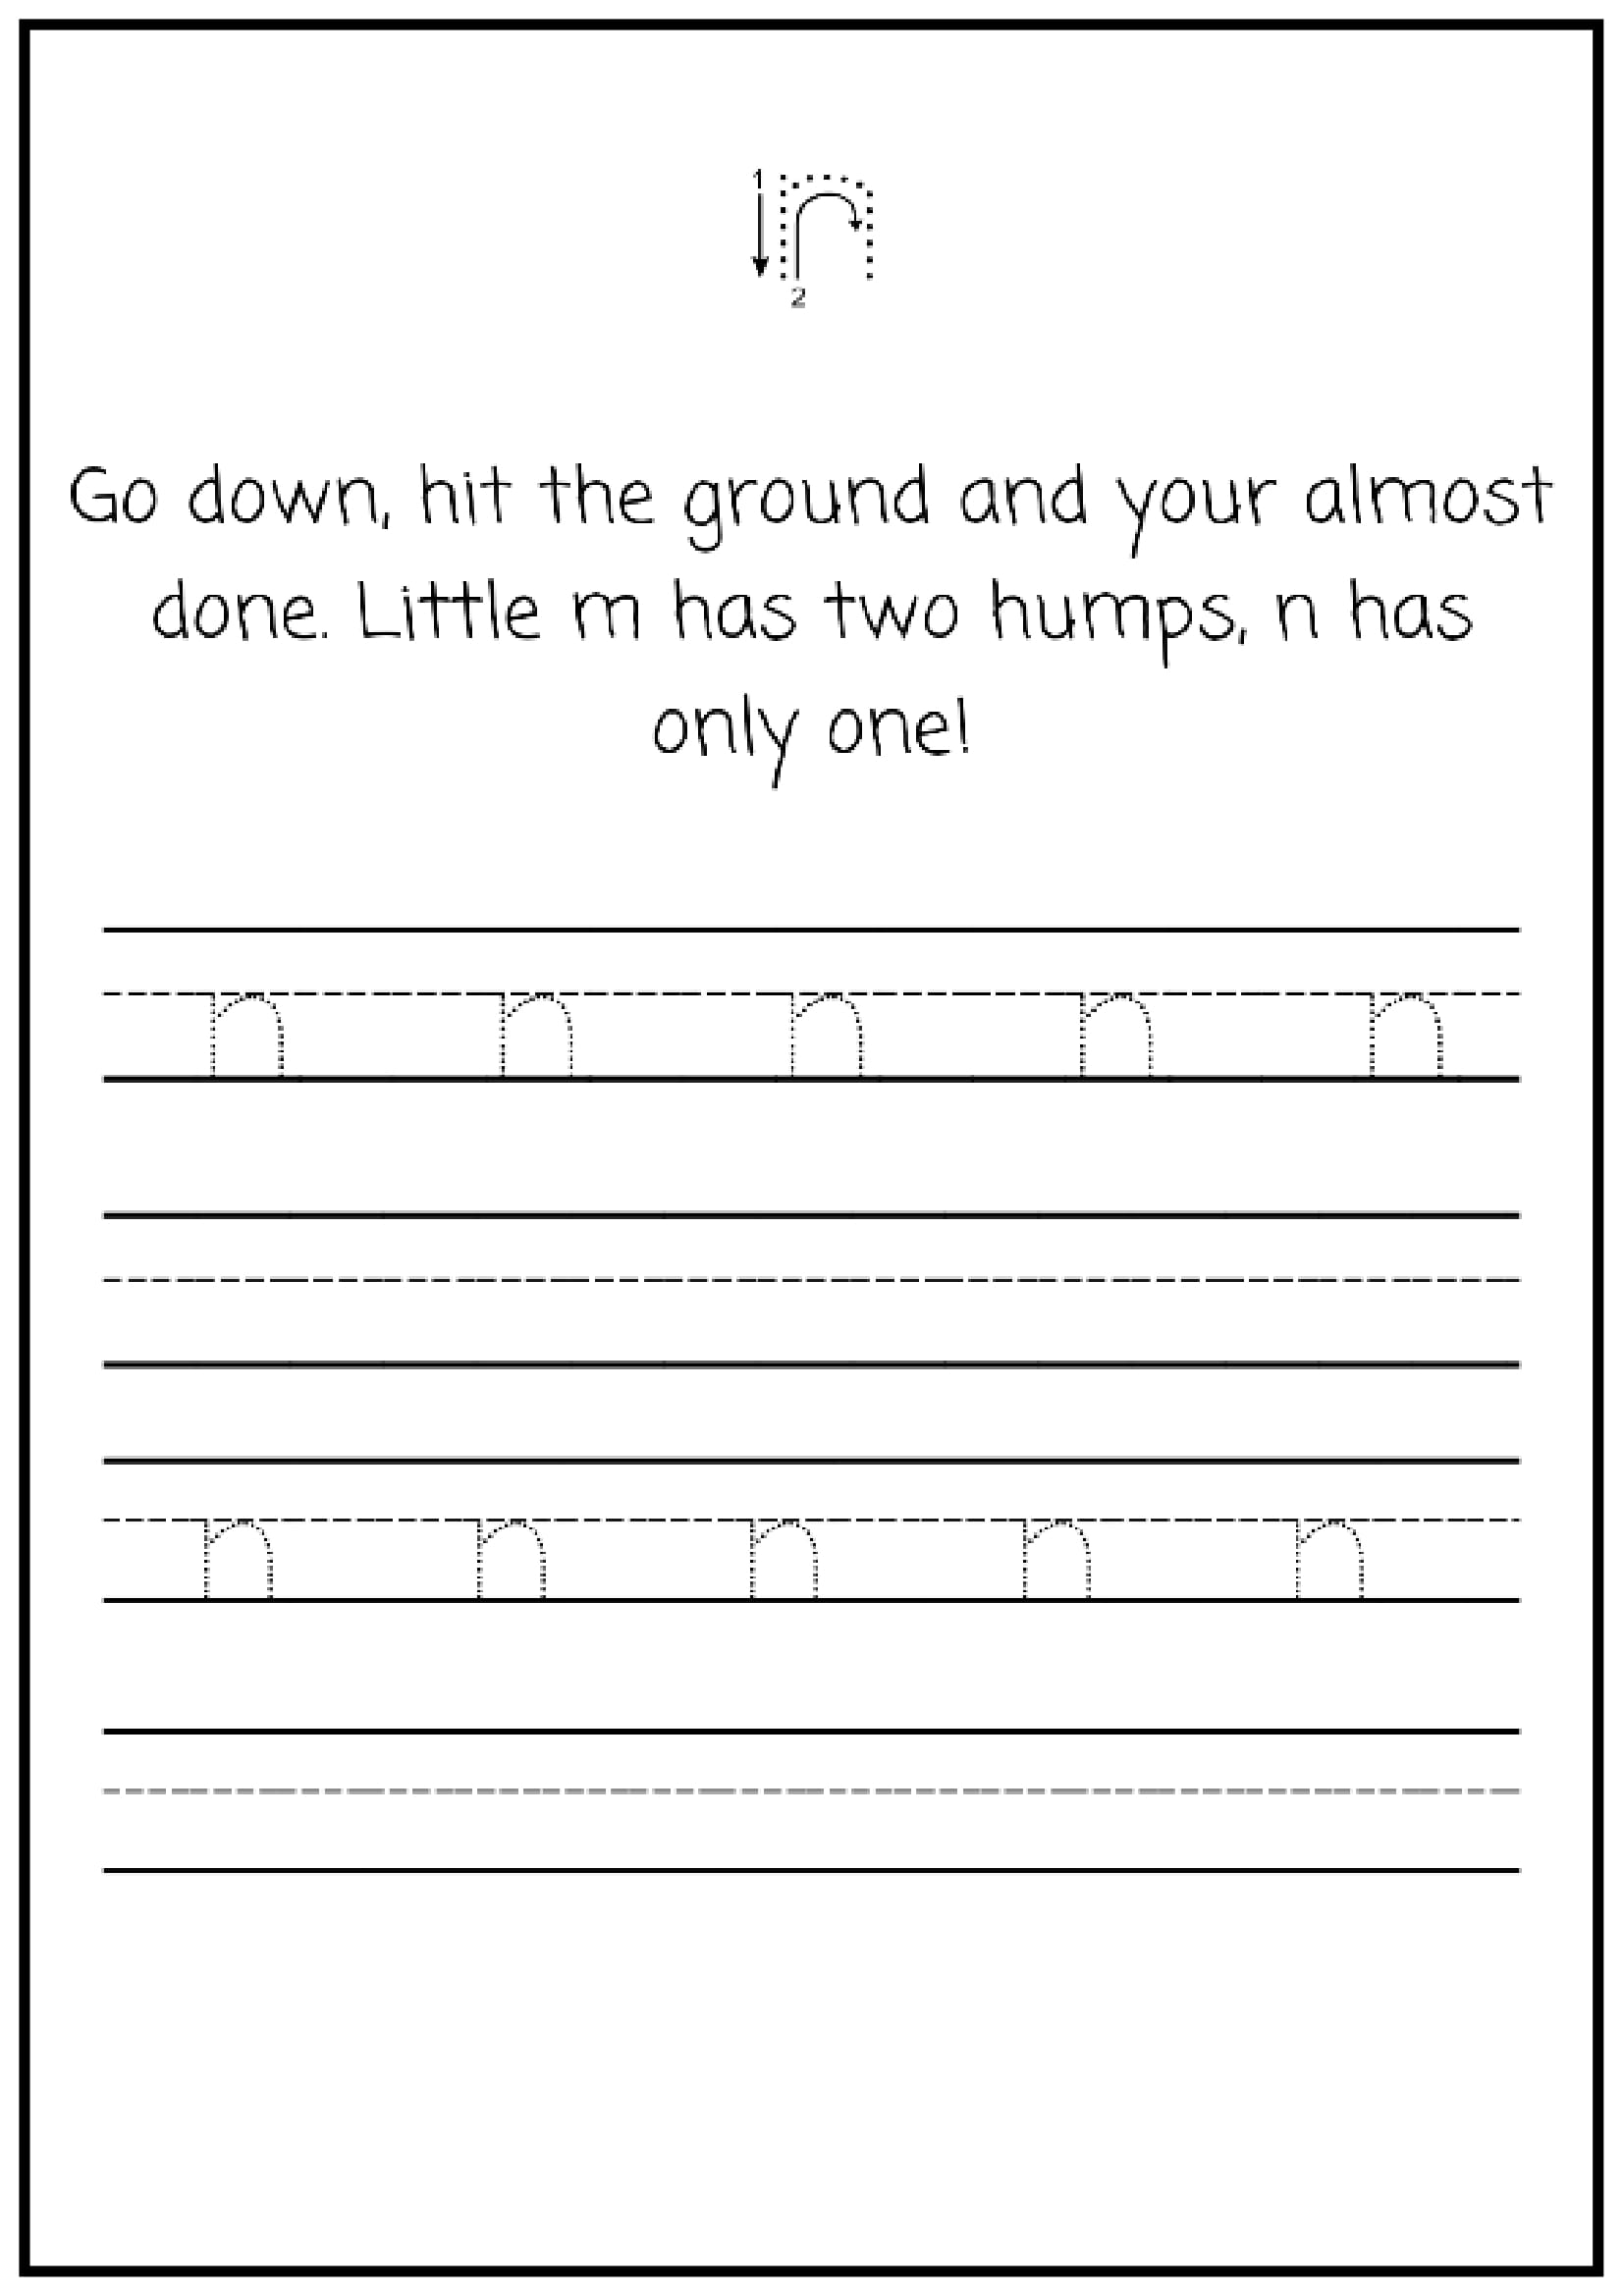 1 n
2
Go down, hit the ground and your almost
done. Little m has two humps, n has
only one!
n n n n n
n n n n n